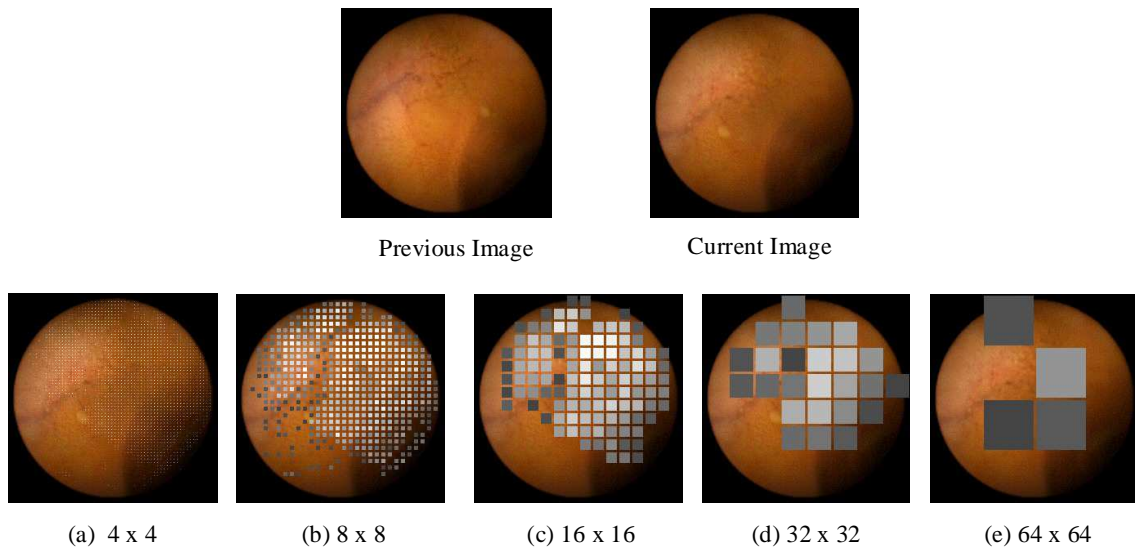 Previous Image
Current Image
(a) 4 x 4
(b) 8 x 8
(c) 16 x 16
(d) 32 x 32
(e) 64 x 64